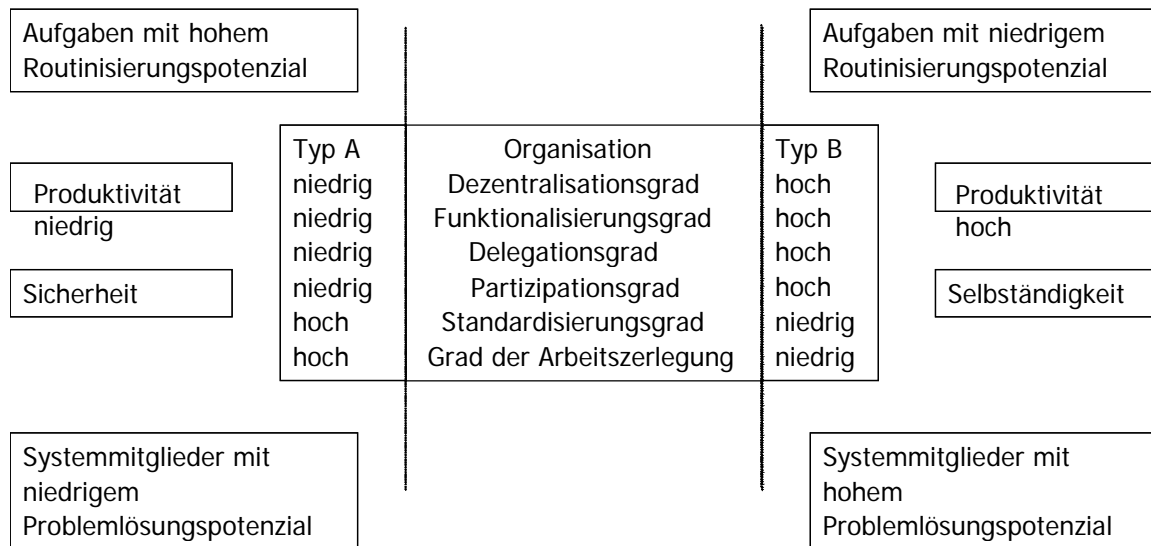 Aufgaben mit hohem
Routinisierungspotenzial
Aufgaben mit niedrigem
Routinisierungspotenzial
Typ A Organisation Typ B
niedrig Dezentralisationsgrad hoch
niedrig Funktionalisierungsgrad hoch
niedrig Delegationsgrad hoch
niedrig Partizipationsgrad hoch
hoch Standardisierungsgrad niedrig
hoch Grad der Arbeitszerlegung niedrig
Produktivität
niedrig
Sicherheit
Produktivität
hoch
Selbständigkeit
Systemmitglieder mit
niedrigem
Problemlösungspotenzial
Systemmitglieder mit
hohem
Problemlösungspotenzial